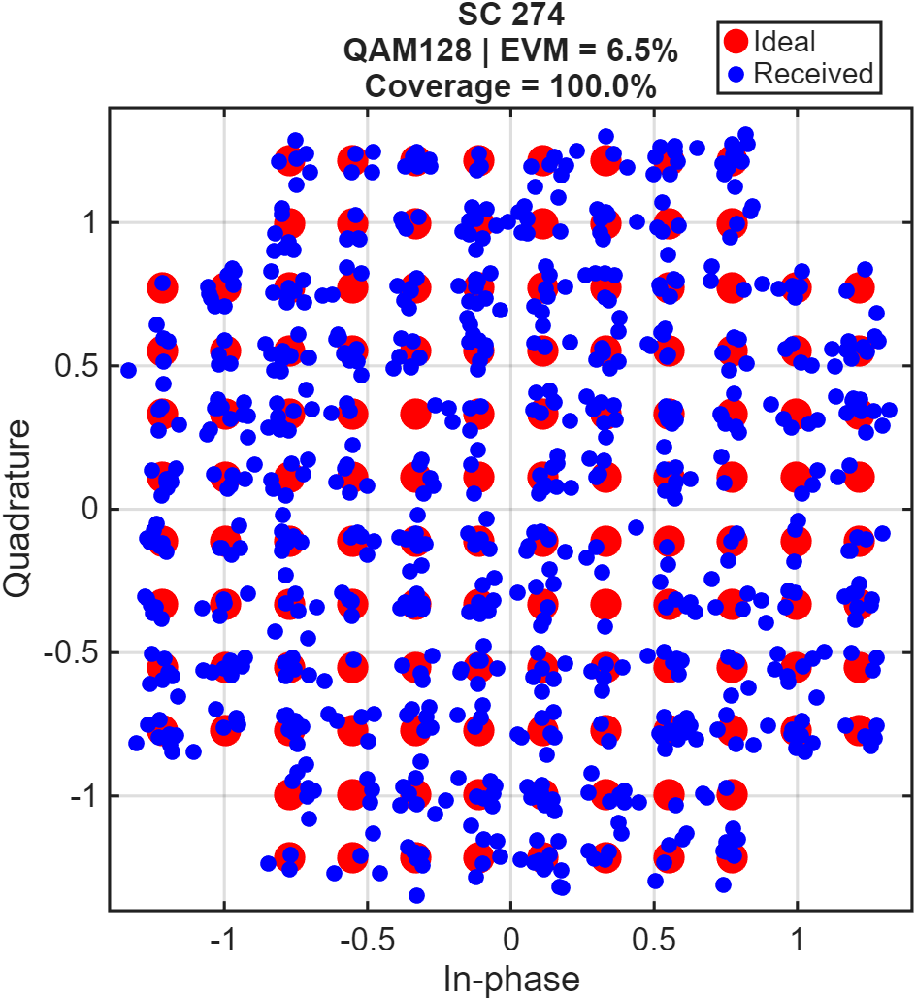 SC 274
QAM128 | EVM = 6.5%
Coverage = 100.0%
Ideal
Received
1
0.5
0
-0.5
-1
Quadrature
-1
-0.5
0
0.5
1
In-phase